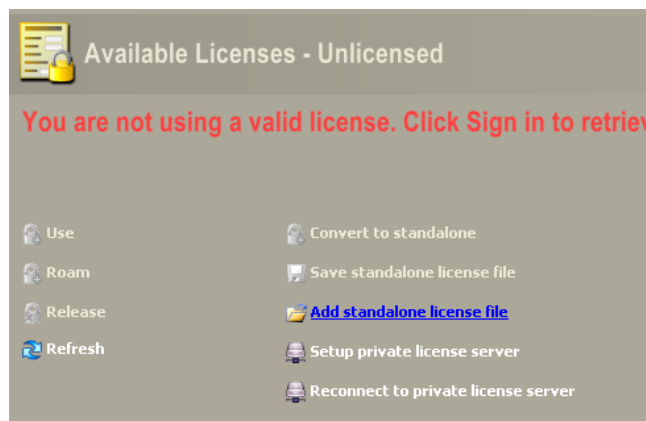 Available Licenses - Unlicensed
You are not using a valid license. Click Sign in to retriev
Use
Convert to standalone
Roam
Save standalone license file
Release
Add standalone license file
Refresh
Setup private license server
Reconnect to private license server